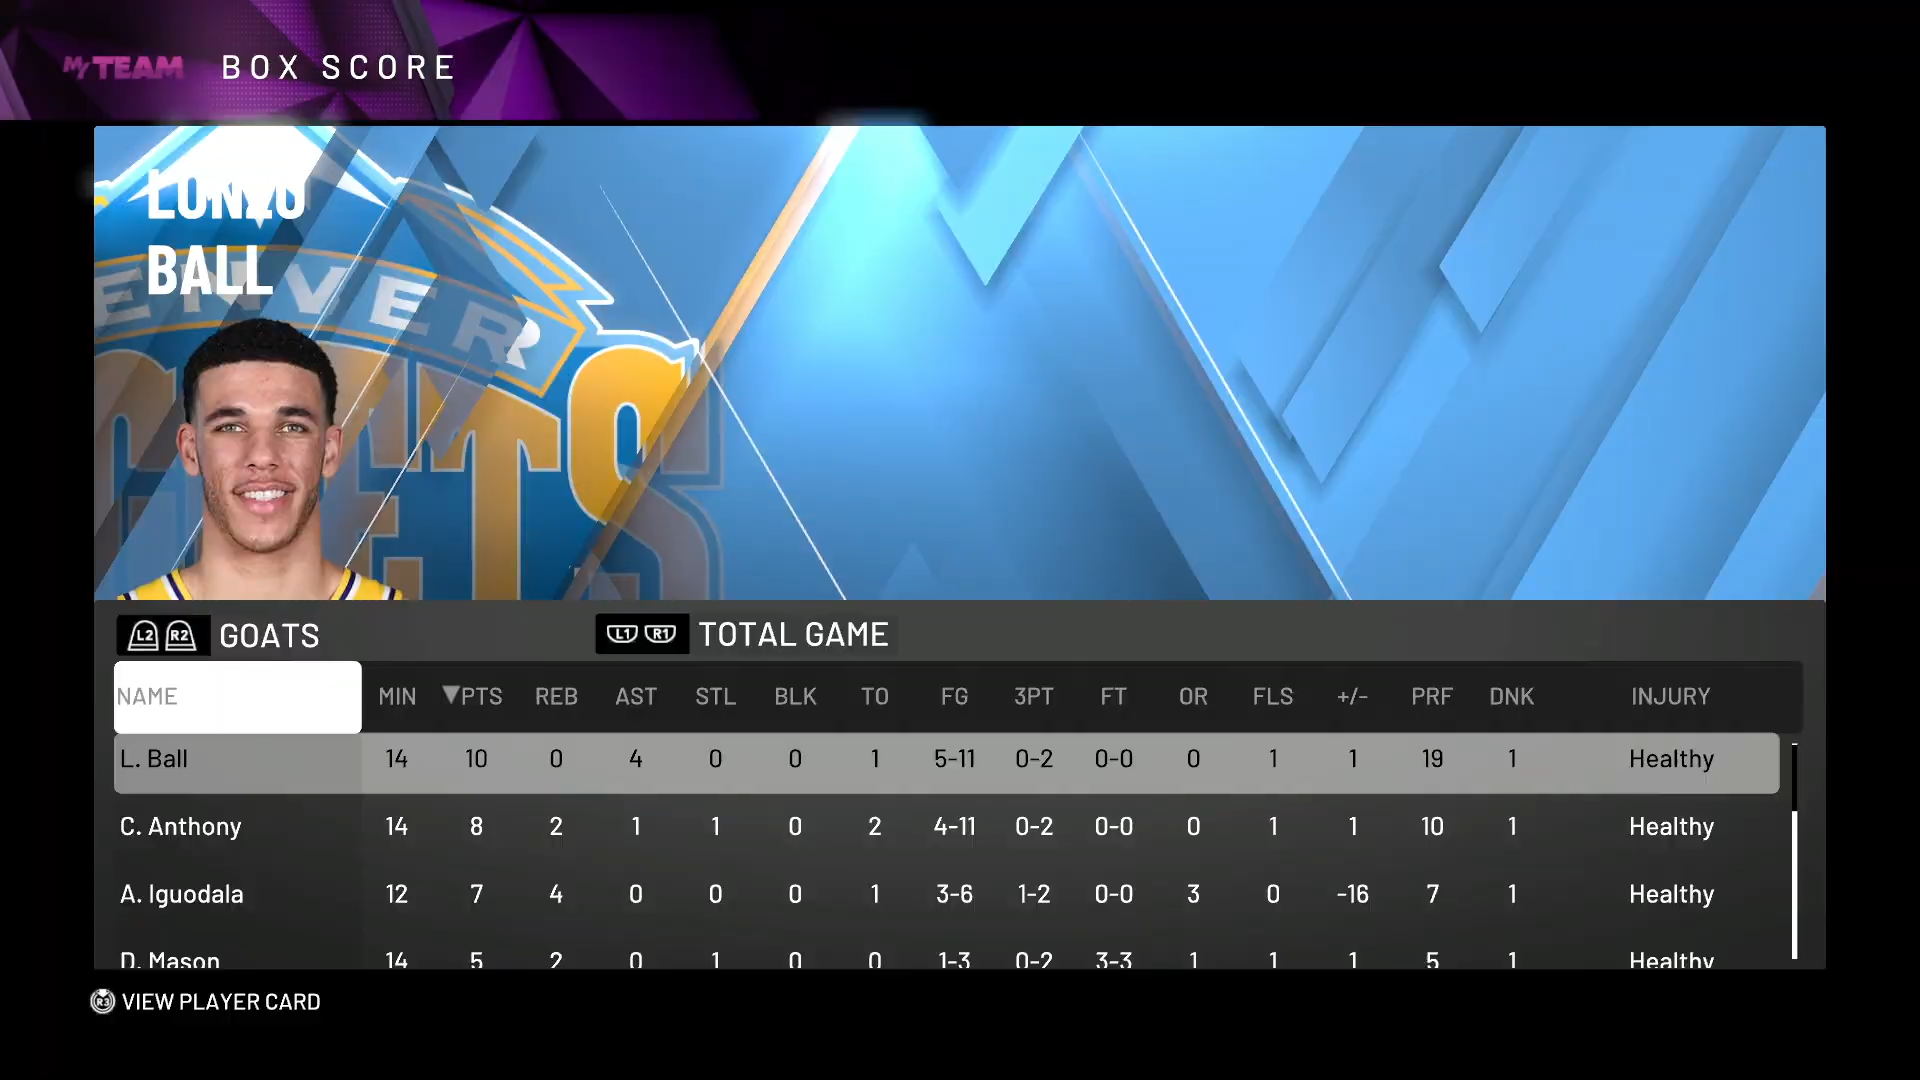 MyTEAM BOX SCORE
LONZO
BALL
DENVER
L2 R2 GOATS L1 R1 TOTAL GAME
NAME MIN ▼PTS REB AST STL BLK TO FG 3PT FT OR FLS +/- PRF DNK INJURY
L. Ball 14 10 0 4 0 0 1 5-11 0-2 0-0 0 1 1 19 1 Healthy
C. Anthony 14 8 2 1 1 0 2 4-11 0-2 0-0 0 1 1 10 1 Healthy
A. Iguodala 12 7 4 0 0 0 1 3-6 1-2 0-0 3 0 -16 7 1 Healthy
D. Mason 14 5 2 0 1 0 0 1-3 0-2 3-3 1 1 1 5 1 Healthy
R3 VIEW PLAYER CARD